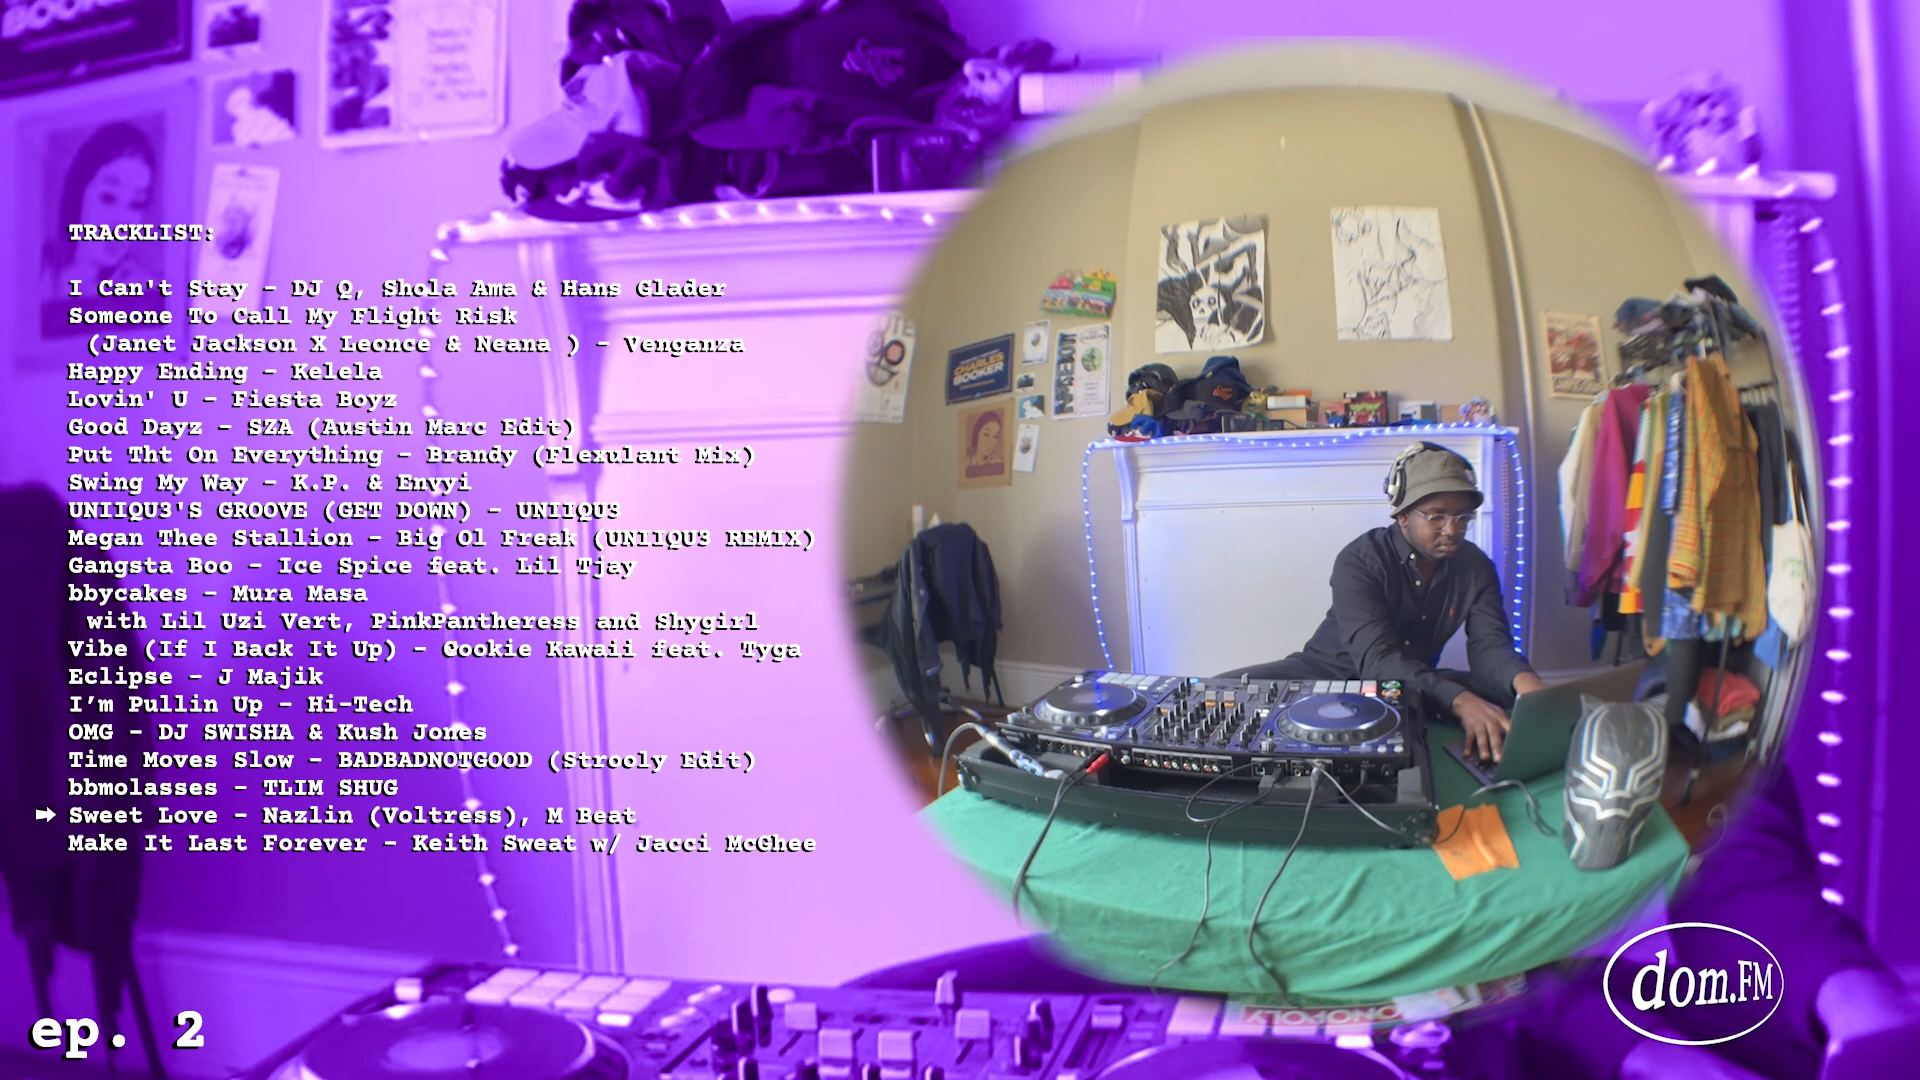 BOOKER
TRACKLIST:
I Can't Stay - DJ Q, Shola Ama & Hans Glader
Someone To Call My Flight Risk
(Janet Jackson X Leonce & Neana ) - Venganza
Happy Ending - Kelela
Lovin' U - Fiesta Boyz
Good Dayz - SZA (Austin Marc Edit)
Put Tht On Everything - Brandy (Flexulant Mix)
Swing My Way - K.P. & Envyi
UNIIQU3'S GROOVE (GET DOWN) - UNIIQU3
Megan Thee Stallion - Big Ol Freak (UNIIQU3 REMIX)
Gangsta Boo - Ice Spice feat. Lil Tjay
bbycakes - Mura Masa
with Lil Uzi Vert, PinkPantheress and Shygirl
Vibe (If I Back It Up) - Cookie Kawaii feat. Tyga
Eclipse - J Majik
I’m Pullin Up - Hi-Tech
OMG - DJ SWISHA & Kush Jones
Time Moves Slow - BADBADNOTGOOD (Strooly Edit)
bbmolasses - TLIM SHUG
➡ Sweet Love - Nazlin (Voltress), M Beat
Make It Last Forever - Keith Sweat w/ Jacci McGhee
CHARLES
BOOKER
MONOPOLY
ep. 2
dom.FM